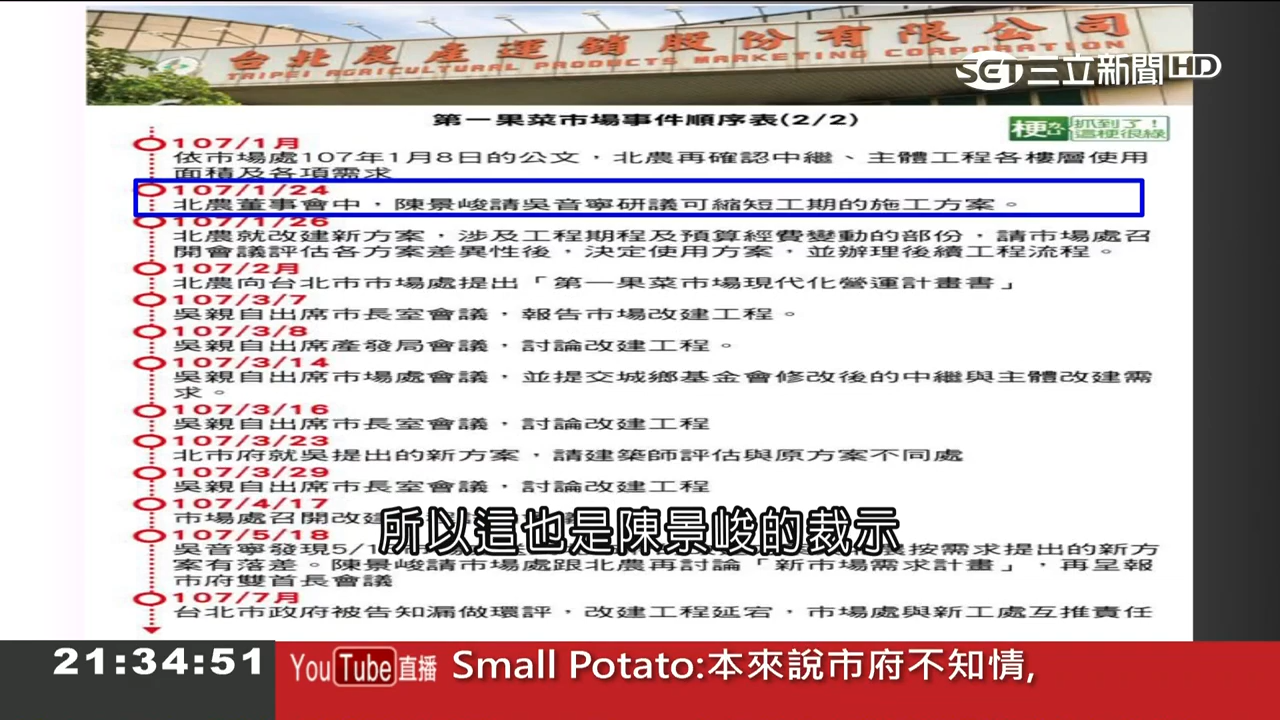 台北農產運銷股份有限公司
TAIPEI AGRICULTURAL PRODUCTS MARKETING CORPORATION
SET三立新聞HD
第一果菜市場事件順序表(2/2)
梗
抓到了！
這梗很綠
107/1月
依市場處107年1月8日的公文，北農再確認中繼、主體工程各樓層使用
面積及各項需求
107/1/24
北農董事會中，陳景峻請吳音寧研議可縮短工期的施工方案。
107/1/26
北農就改建新方案，涉及工程期程及預算經費變動的部份，請市場處召
開會議評估各方案差異性後，決定使用方案，並辦理後續工程流程。
107/2月
北農向台北市市場處提出「第一果菜市場現代化營運計畫書」
107/3/7
吳親自出席市長室會議，報告市場改建工程。
107/3/8
吳親自出席產發局會議，討論改建工程。
107/3/14
吳親自出席市場處會議，並提交城鄉基金會修改後的中繼與主體改建需
求。
107/3/16
吳親自出席市長室會議，討論改建工程
107/3/23
北市府就吳提出的新方案，請建築師評估與原方案不同處
107/3/29
吳親自出席市長室會議，討論改建工程
107/4/17
市場處召開改建
所以這也是陳景峻的裁示
107/5/18
吳音寧發現5/1 按需求提出的新方
案有落差。陳景峻請市場處跟北農再討論「新市場需求計畫」，再呈報
市府雙首長會議
107/7月
台北市政府被告知漏做環評，改建工程延宕，市場處與新工處互推責任
21:34:51
YouTube直播
Small Potato:本來說市府不知情,